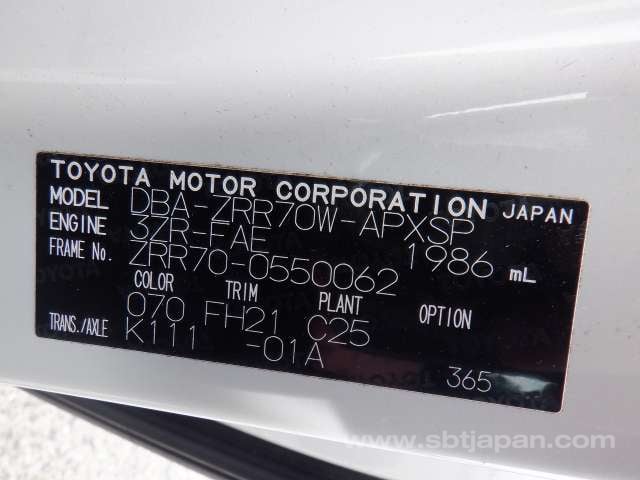 TOYOTA MOTOR CORPORATION JAPAN
MODEL DBA-ZRR70W-APXSP
ENGINE 3ZR-FAE 1986 mL
FRAME No. ZRR70-0550062
COLOR TRIM PLANT OPTION
070 FH21 C25
TRANS./AXLE K111 -01A
365
www.sbtjapan.com